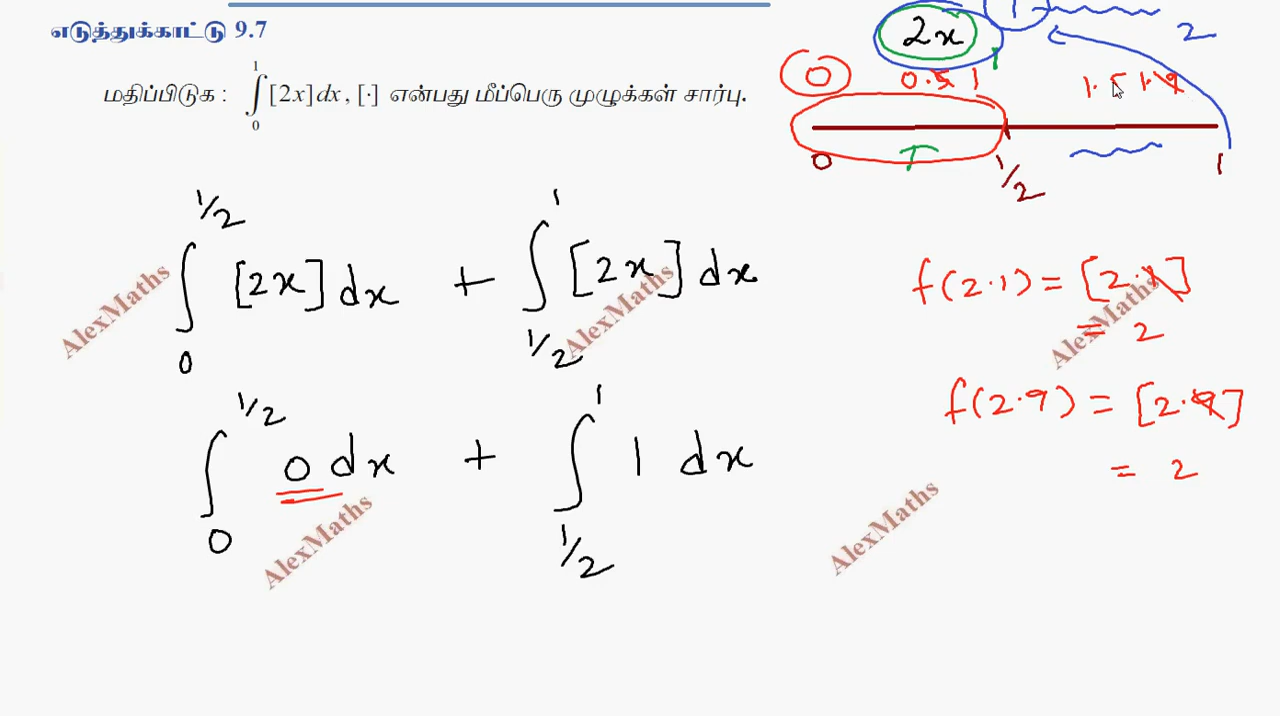 எடுத்துக்காட்டு 9.7
மதிப்பிடுக : ∫₀¹ [2x] dx, [·] என்பது மீப்பெரு முழுக்கள் சார்பு.
2x 1 2
0 0.5 1 1.5 1.9
0 1/2 1
∫₀^{1/2} [2x] dx + ∫_{1/2}^1 [2x] dx
f(2.1) = [2.1]
= 2
f(2.9) = [2.9]
= 2
∫₀^{1/2} 0 dx + ∫_{1/2}^1 1 dx
AlexMaths
AlexMaths
AlexMaths
AlexMaths
AlexMaths